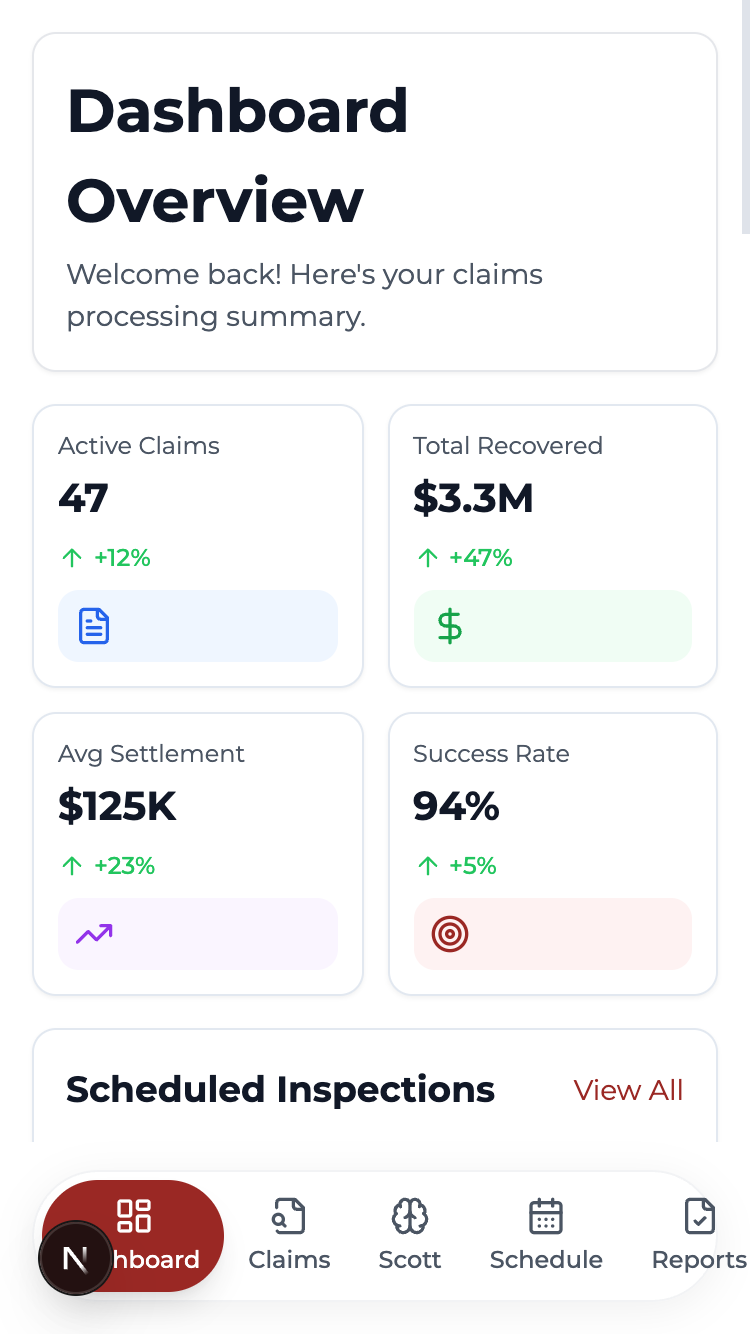 Dashboard
Overview
Welcome back! Here's your claims
processing summary.
Active Claims
47
+12%
Total Recovered
$3.3M
+47%
Avg Settlement
$125K
+23%
Success Rate
94%
+5%
Scheduled Inspections
View All
N
hboard
Claims
Scott
Schedule
Reports